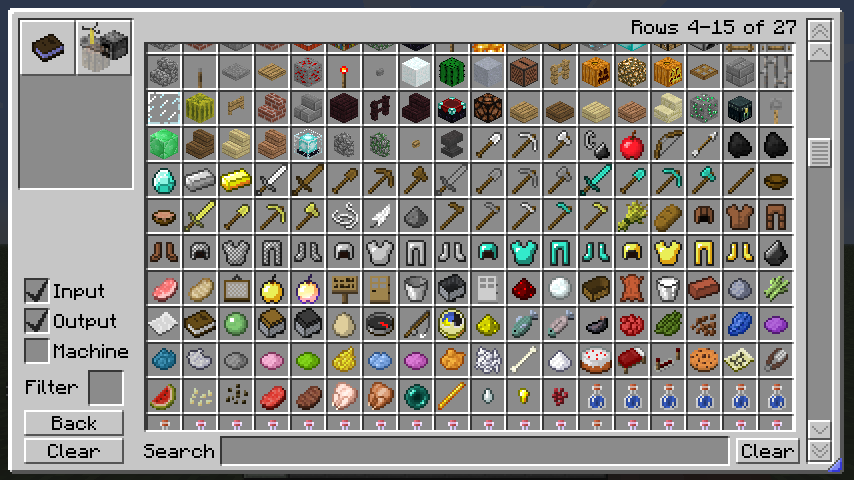 Rows 4-15 of 27
Input
Output
Machine
Filter
Back
Clear
Search
Clear